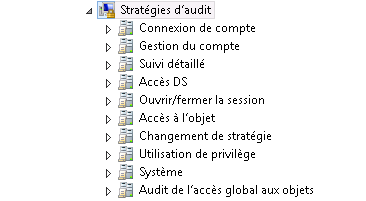 Stratégies d'audit
Connexion de compte
Gestion du compte
Suivi détaillé
Accès DS
Ouvrir/fermer la session
Accès à l'objet
Changement de stratégie
Utilisation de privilège
Système
Audit de l'accès global aux objets